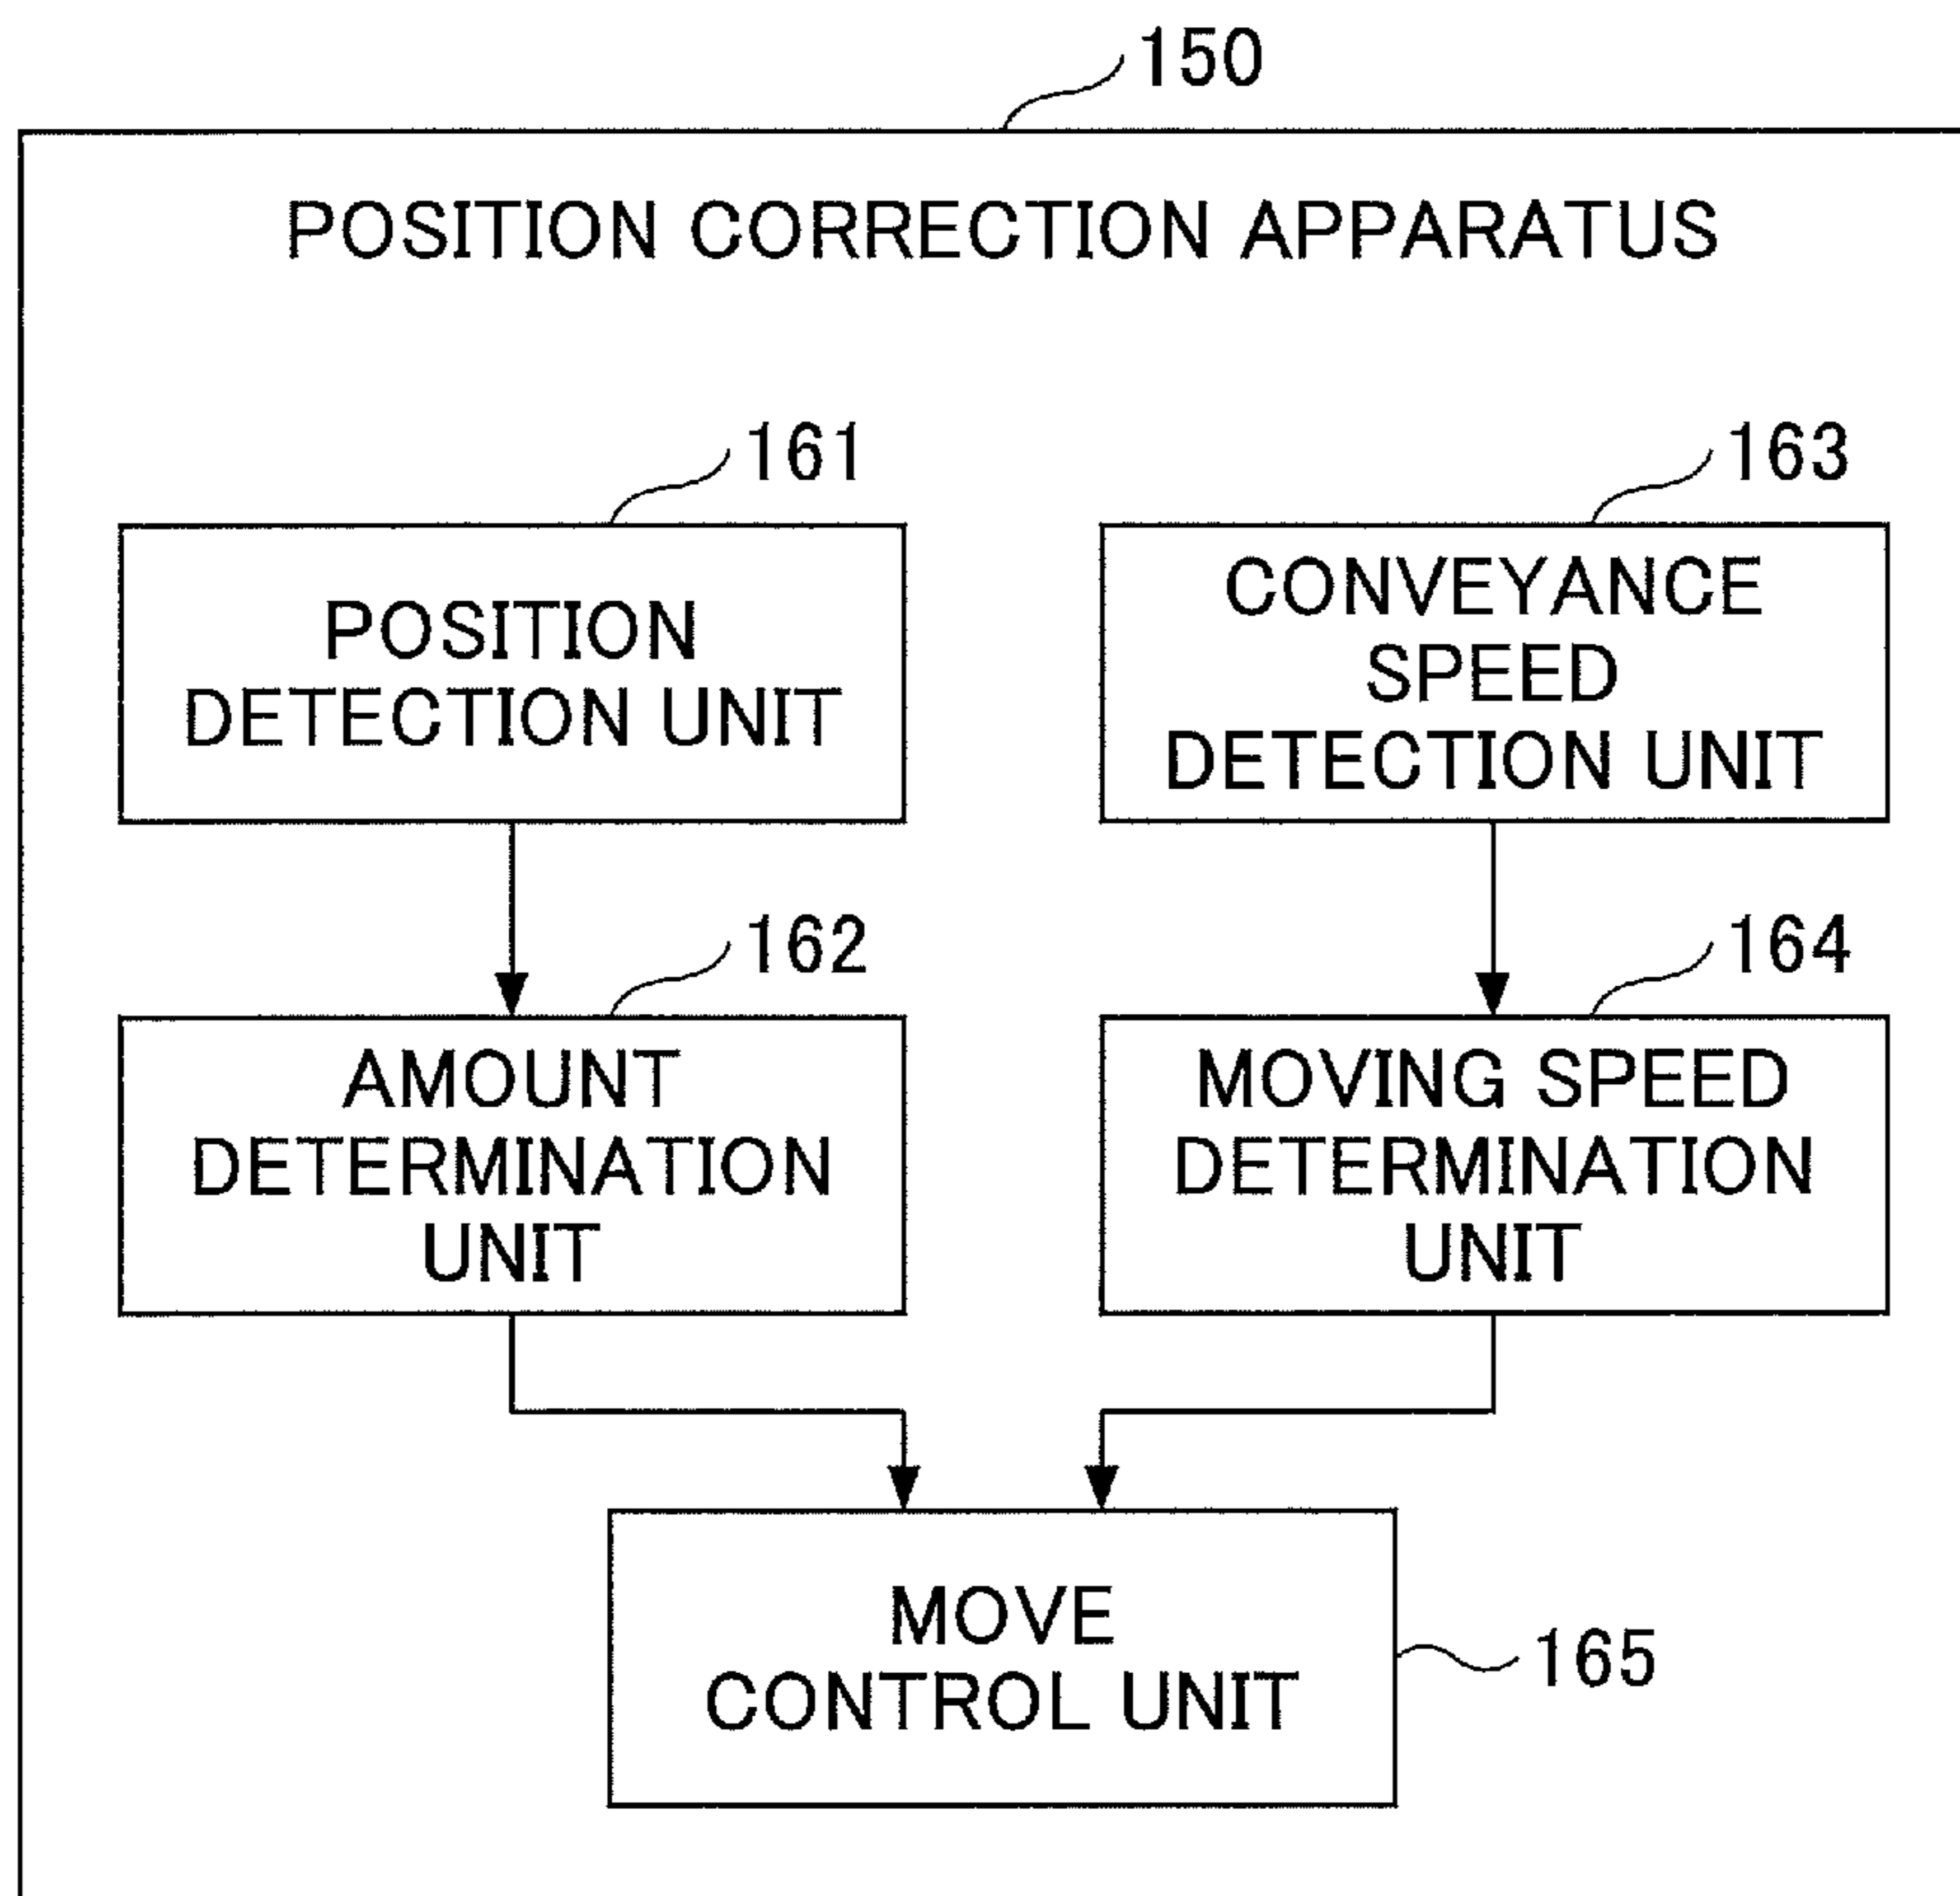 150
POSITION CORRECTION APPARATUS
161
163
POSITION
DETECTION UNIT
CONVEYANCE
SPEED
DETECTION UNIT
162
164
AMOUNT
DETERMINATION
UNIT
MOVING SPEED
DETERMINATION
UNIT
MOVE
CONTROL UNIT
165